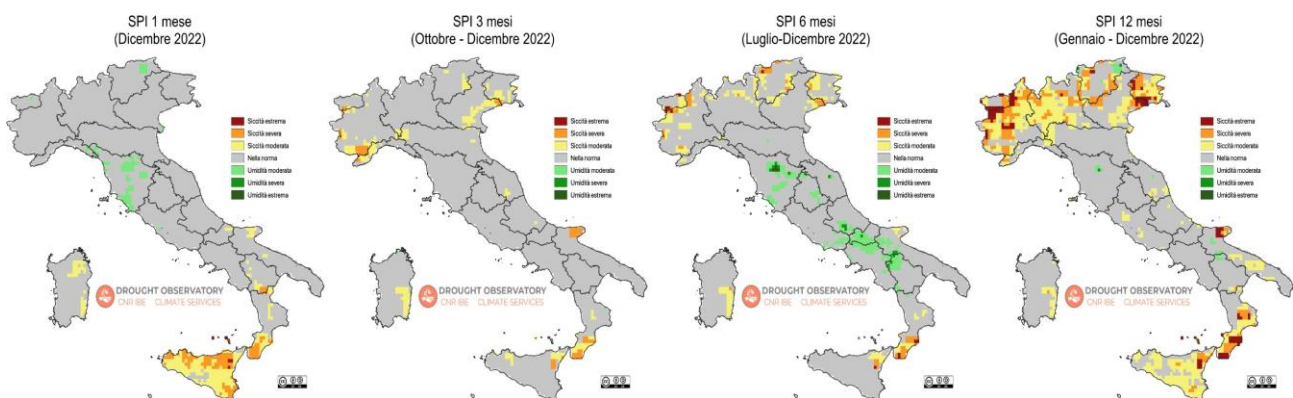 SPI 1 mese
(Dicembre 2022)
Siccità estrema
Siccità severa
Siccità moderata
Nella norma
Umidità moderata
Umidità severa
Umidità estrema
DROUGHT OBSERVATORY
CNR IBE CLIMATE SERVICES
SPI 3 mesi
(Ottobre - Dicembre 2022)
Siccità estrema
Siccità severa
Siccità moderata
Nella norma
Umidità moderata
Umidità severa
Umidità estrema
DROUGHT OBSERVATORY
CNR IBE CLIMATE SERVICES
SPI 6 mesi
(Luglio-Dicembre 2022)
Siccità estrema
Siccità severa
Siccità moderata
Nella norma
Umidità moderata
Umidità severa
Umidità estrema
DROUGHT OBSERVATORY
CNR IBE CLIMATE SERVICES
SPI 12 mesi
(Gennaio - Dicembre 2022)
Siccità estrema
Siccità severa
Siccità moderata
Nella norma
Umidità moderata
Umidità severa
Umidità estrema
DROUGHT OBSERVATORY
CNR IBE CLIMATE SERVICES